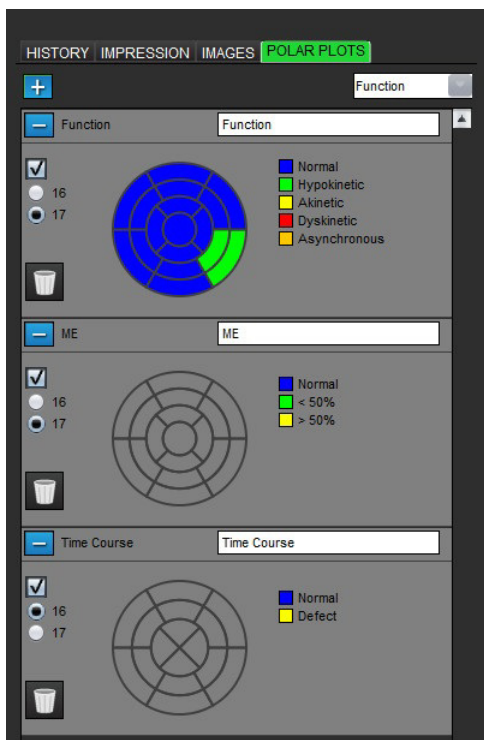 HISTORY IMPRESSION IMAGES POLAR PLOTS
+ Function
Function Function
Normal
Hypokinetic
Akinetic
Dyskinetic
Asynchronous
16
17
ME ME
Normal
< 50%
> 50%
16
17
Time Course Time Course
Normal
Defect
16
17